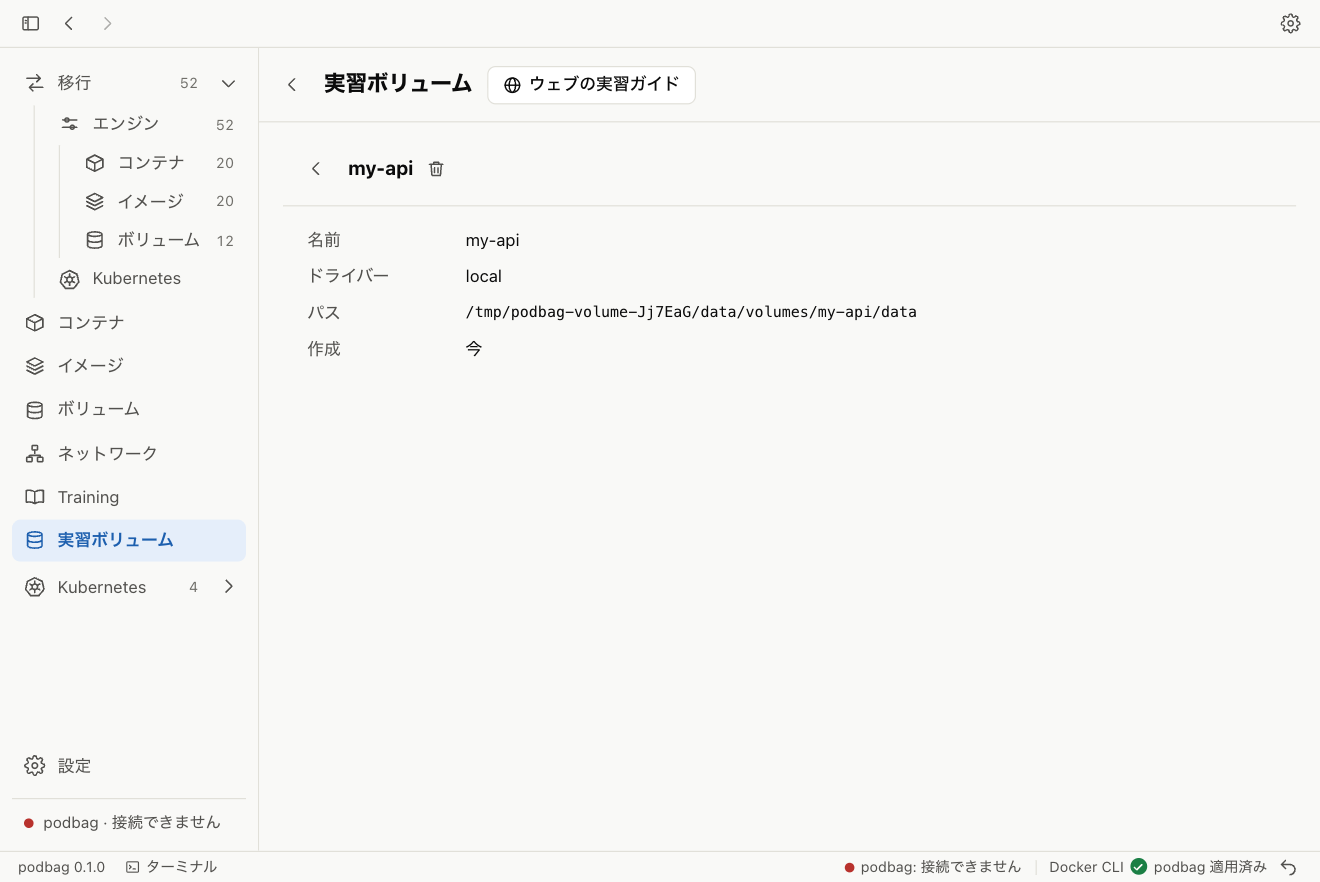 移行 52
エンジン 52
コンテナ 20
イメージ 20
ボリューム 12
Kubernetes
コンテナ
イメージ
ボリューム
ネットワーク
Training
実習ボリューム
Kubernetes 4
設定
podbag · 接続できません
実習ボリューム ウェブの実習ガイド
my-api
名前 my-api
ドライバー local
パス /tmp/podbag-volume-Jj7EaG/data/volumes/my-api/data
作成 今
podbag 0.1.0 ターミナル podbag: 接続できません Docker CLI podbag 適用済み